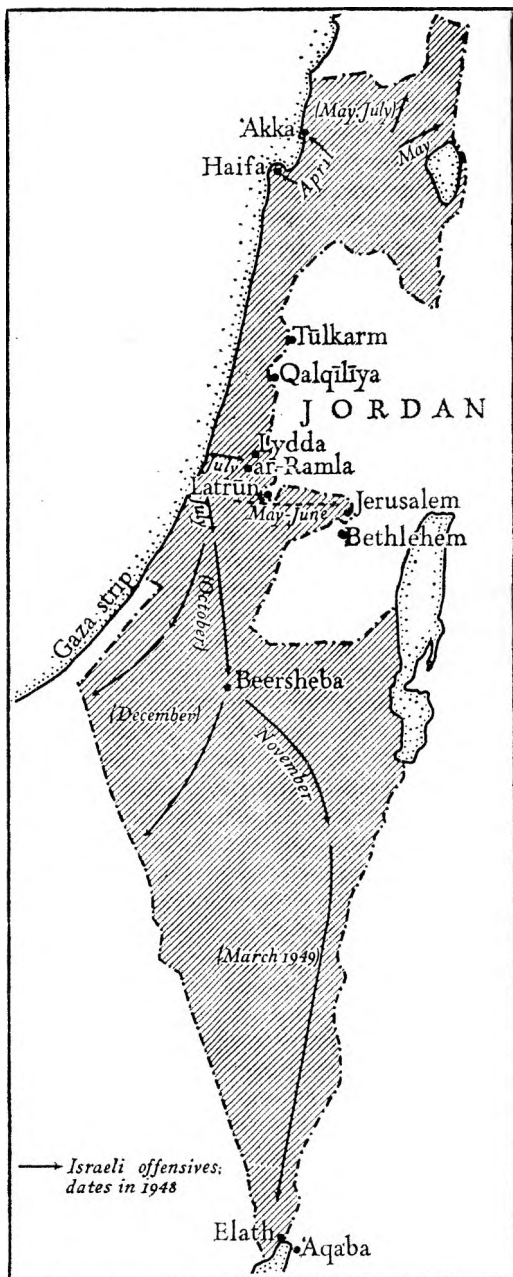 (May, July)
'Akka
May
Haifa
April
Tūlkarm
Qalqīlīya
JORDAN
Lydda
July
ar-Ramla
Latrun
Jerusalem
May-June
July
Bethlehem
(October)
Gaza strip
Beersheba
(December)
November
(March 1949)
Israeli offensives;
dates in 1948
Elath
'Aqaba